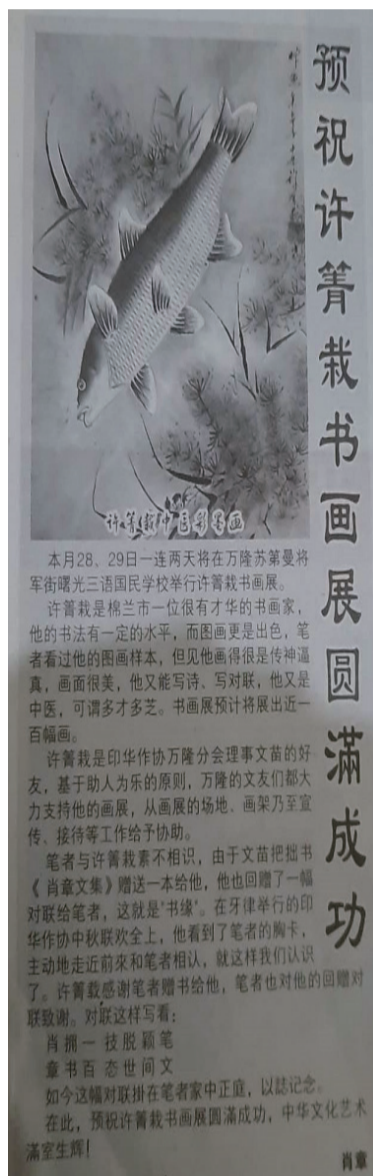 预祝许菁栽书画展圆滿成功
许菁栽中医彩墨画
本月28、29日一连两天将在万隆苏第曼将
军街曙光三语国民学校举行许菁栽书画展。
许菁栽是棉兰市一位很有才华的书画家，
他的书法有一定的水平，而图画更是出色，笔
者看过他的图画样本，但见他画得很是传神逼
真，画面很美，他又能写诗、写对联，他又是
中医，可谓多才多艺。书画展预计将展出近一
百幅画。
许菁栽是印华作协万隆分会理事文苗的好
友，基于助人为乐的原则，万隆的文友们都大
力支持他的画展，从画展的场地、画架乃至宣
传、接待等工作给予协助。
笔者与许菁栽素不相识，由于文苗把拙书
《肖章文集》赠送一本给他，他也回赠了一幅
对联给笔者，这就是'书缘'。在牙律举行的印
华作协中秋联欢全上，他看到了笔者的胸卡，
主动地走近前來和笔者相认，就这样我们认识
了。许菁载感谢笔者赠书给他，笔者也对他的回赠对
联致谢。对联这样写看：
肖拥一技脱颖笔
章书百态世间文
如今这幅对联掛在笔者家中正庭，以誌记念。
在此，预祝许菁栽书画展圆滿成功，中华文化艺术
滿室生辉！
肖章